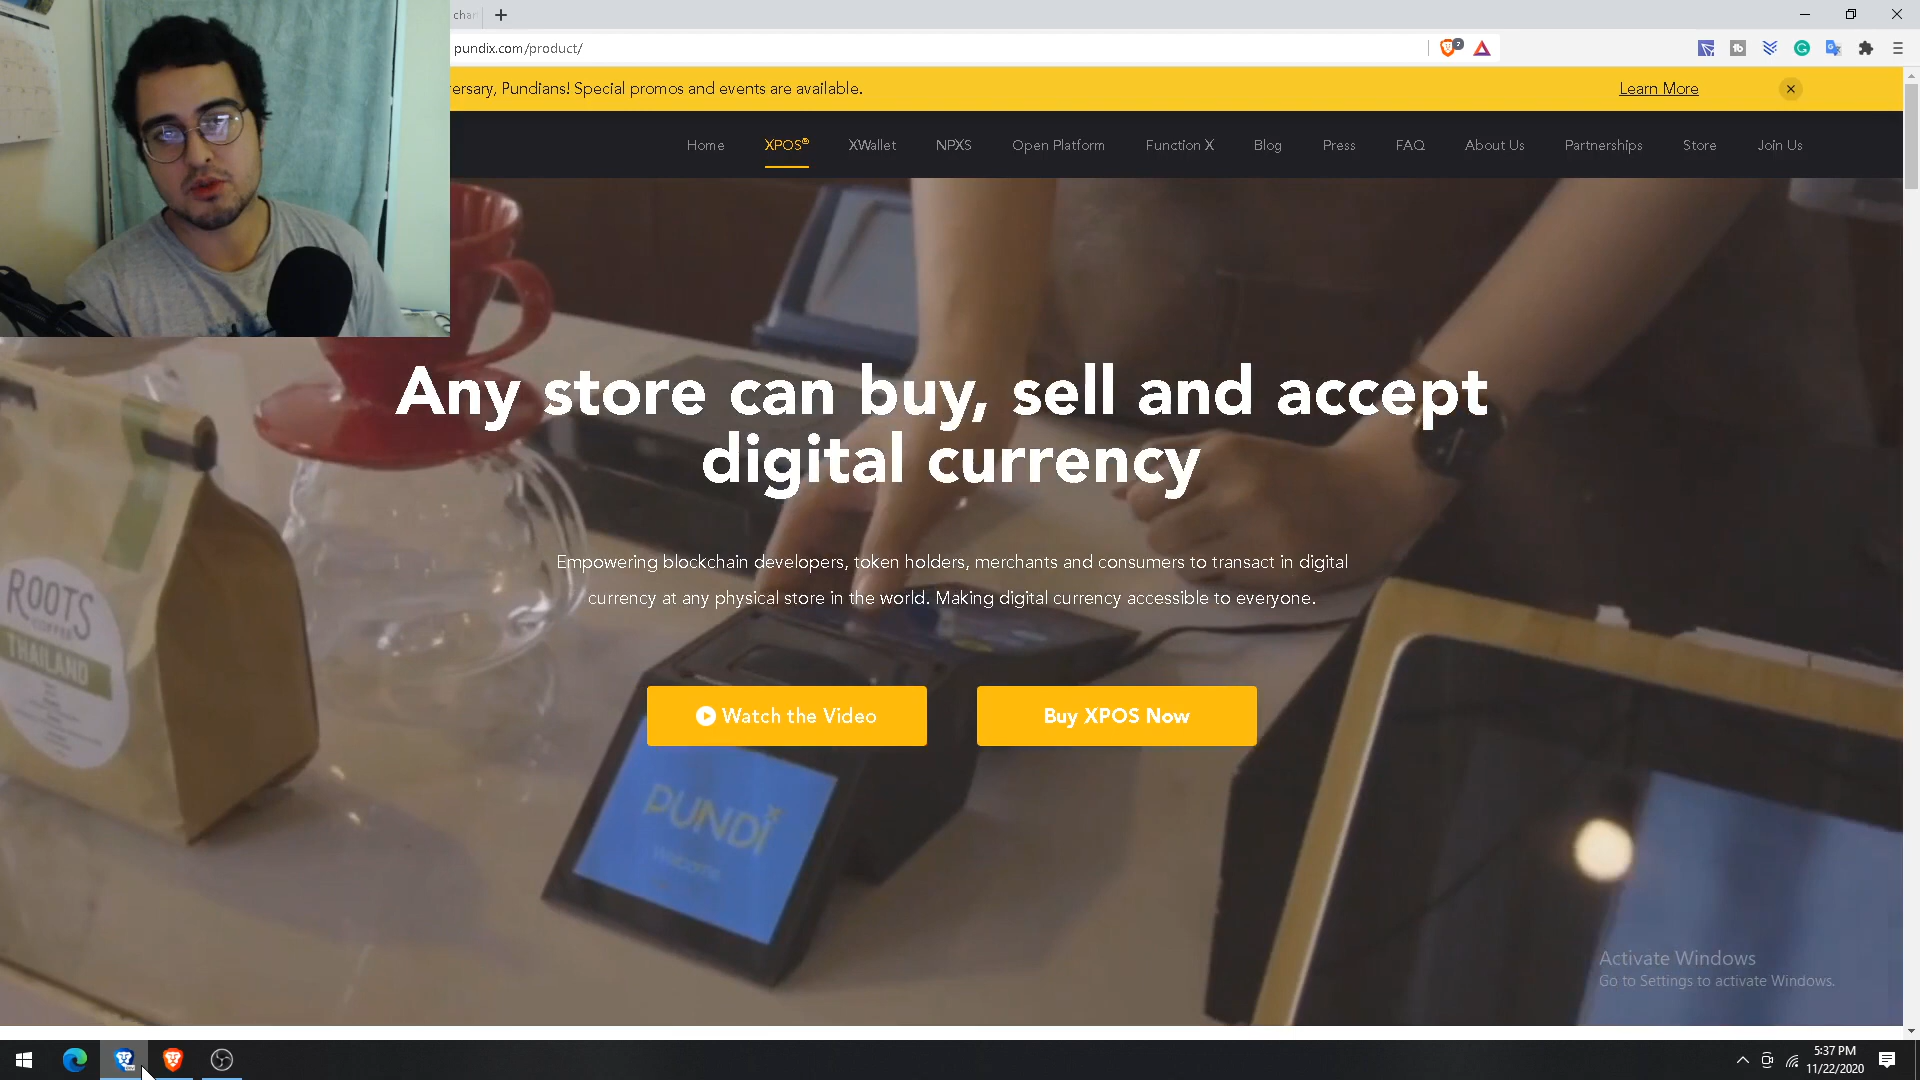 char
pundix.com/product/
ersary, Pundians! Special promos and events are available.
Learn More
Home
XPOS®
XWallet
NPXS
Open Platform
Function X
Blog
Press
FAQ
About Us
Partnerships
Store
Join Us
Any store can buy, sell and accept
digital currency
Empowering blockchain developers, token holders, merchants and consumers to transact in digital
currency at any physical store in the world. Making digital currency accessible to everyone.
Watch the Video
Buy XPOS Now
ROOTS
COFFEE
THAILAND
PUNDI X
Welcome
Activate Windows
Go to Settings to activate Windows.
5:37 PM
11/22/2020